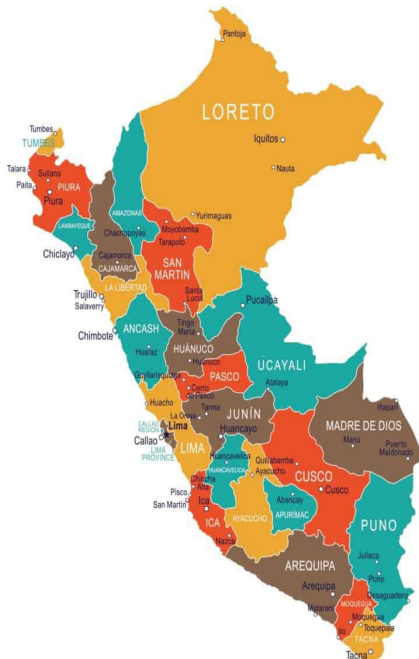 Pantoja
LORETO
Iquitos
Nauta
Tumbes
TUMBES
Talara
Sullana
PIURA
Paita
Piura
AMAZONAS
LAMBAYEQUE
Chachapoyas
Yurimaguas
Moyobamba
Tarapoto
Chiclayo
Cajamarca
CAJAMARCA
SAN
MARTIN
LA LIBERTAD
Trujillo
Salaverry
Santa
Lucia
Pucallpa
Chimbote
ANCASH
Tingo
Maria
HUÁNUCO
Huaraz
Huánuco
UCAYALI
PASCO
Goyllarisquizga
Cerro
de Pasco
Atalaya
Huacho
La Oroya
Tarma
JUNÍN
Iñapari
CALLAO
REGION
Lima
Callao
LIMA
PROVINCE
LIMA
Huancayo
MADRE DE DIOS
Manú
Puerto
Maldonado
Huancavelica
HUANCAVELICA
Quillabamba
Ayacucho
CUSCO
Cusco
Chincha
Alta
Pisco
San Martín
Ica
ICA
Abancay
APURÍMAC
AYACUCHO
PUNO
Nazca
AREQUIPA
Juliaca
Puno
Arequipa
Desaguadero
Matarani
MOQUEGUA
Moquegua
Toquepala
Ilo
TACNA
Tacna